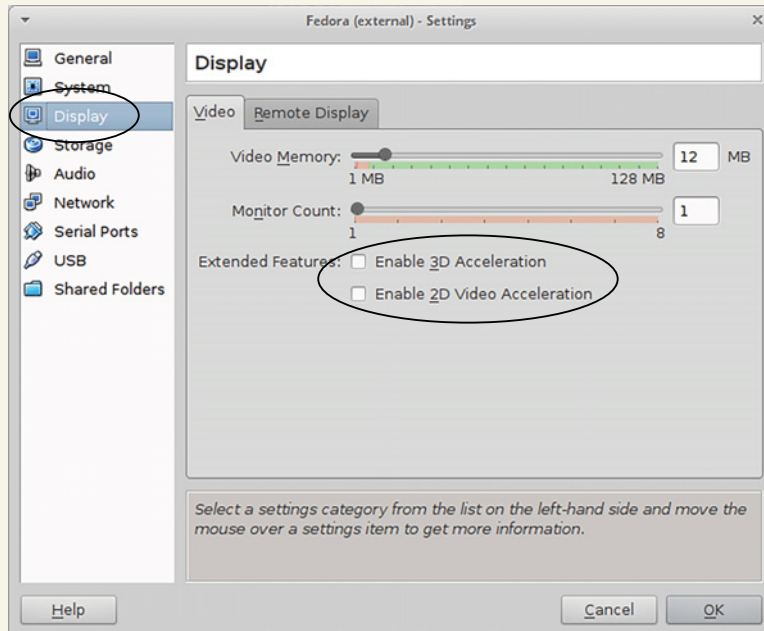 Fedora (external) - Settings
General
System
Display
Storage
Audio
Network
Serial Ports
USB
Shared Folders
Display
Video Remote Display
Video Memory: 12 MB
1 MB 128 MB
Monitor Count: 1
1 8
Extended Features: Enable 3D Acceleration
Enable 2D Video Acceleration
Select a settings category from the list on the left-hand side and move the
mouse over a settings item to get more information.
Help Cancel OK